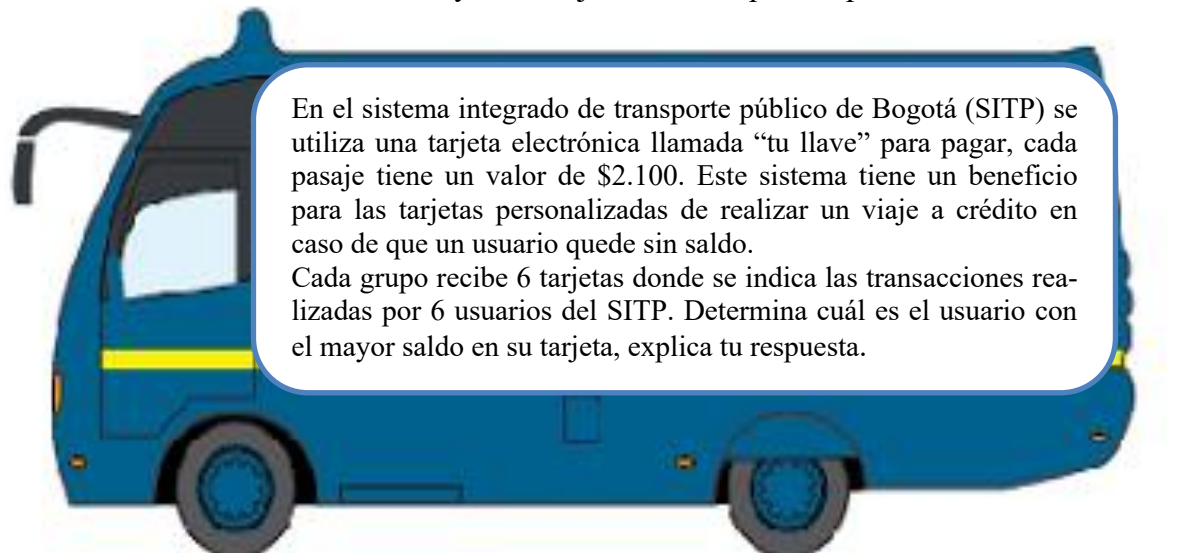 En el sistema integrado de transporte público de Bogotá (SITP) se
utiliza una tarjeta electrónica llamada “tu llave” para pagar, cada
pasaje tiene un valor de $2.100. Este sistema tiene un beneficio
para las tarjetas personalizadas de realizar un viaje a crédito en
caso de que un usuario quede sin saldo.
Cada grupo recibe 6 tarjetas donde se indica las transacciones rea-
lizadas por 6 usuarios del SITP. Determina cuál es el usuario con
el mayor saldo en su tarjeta, explica tu respuesta.